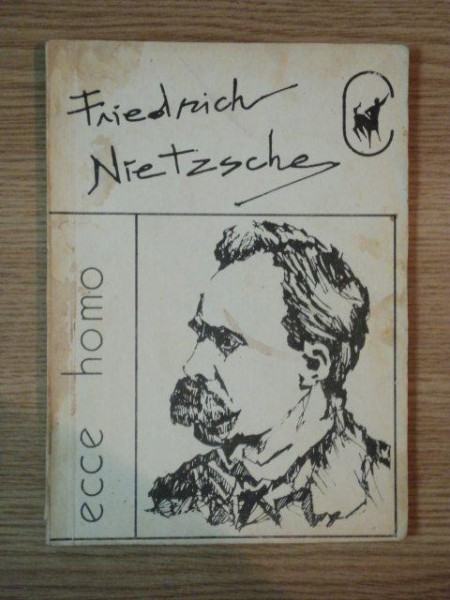 Friedrich
Nietzsche
ecce homo